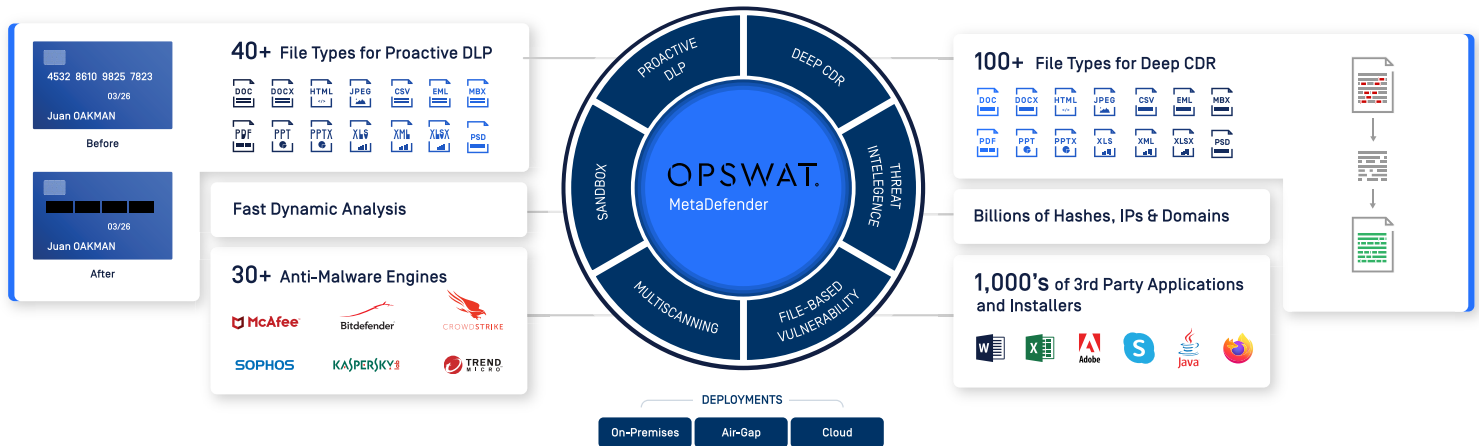 4532 8610 9825 7823
03/26
Juan OAKMAN
Before
03/26
Juan OAKMAN
After
40+ File Types for Proactive DLP
DOC DOCX HTML JPEG CSV EML MBX
PDF PPT PPTX XLS XML XLSX PSD
Fast Dynamic Analysis
30+ Anti-Malware Engines
McAfee Bitdefender CROWDSTRIKE
SOPHOS KASPERSKY lab TREND MICRO
PROACTIVE
DLP
DEEP CDR
SANDBOX
THREAT
INTELEGENCE
MULTISCANNING
FILE-BASED
VULNERABILITY
OPSWAT.
MetaDefender
DEPLOYMENTS
On-Premises Air-Gap Cloud
100+ File Types for Deep CDR
DOC DOCX HTML JPEG CSV EML MBX
PDF PPT PPTX XLS XML XLSX PSD
Billions of Hashes, IPs & Domains
1,000's of 3rd Party Applications
and Installers
W X Adobe S Java